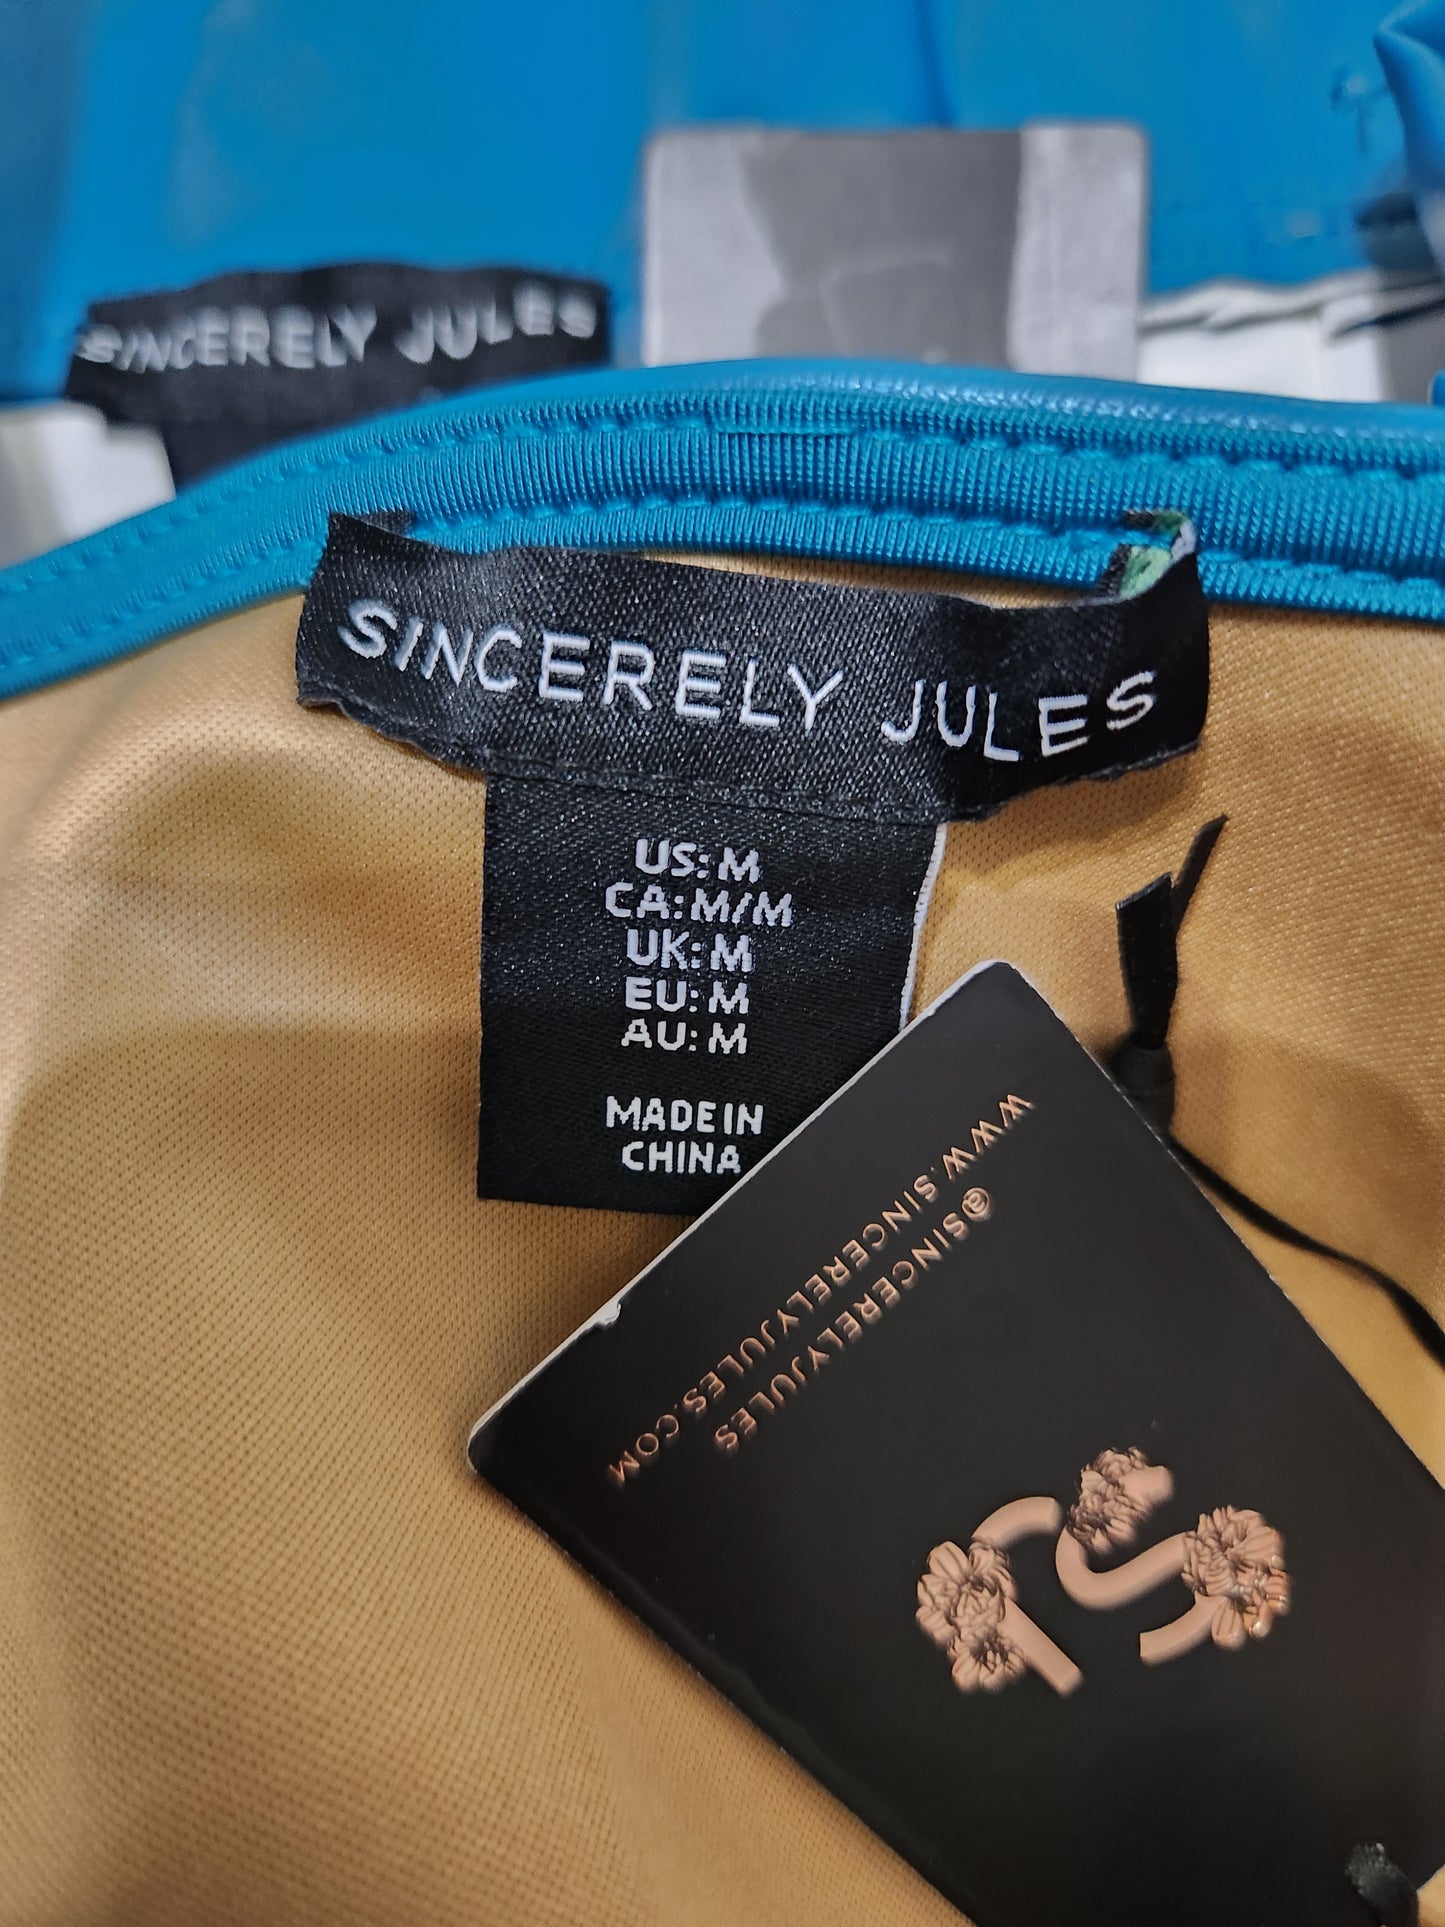 SINCERELY JULES
SINCERELY JULES
US: M
CA: M/M
UK: M
EU: M
AU: M
MADE IN
CHINA
WWW.SINCERELYJULES.COM
@SINCERELYJULES
SJ